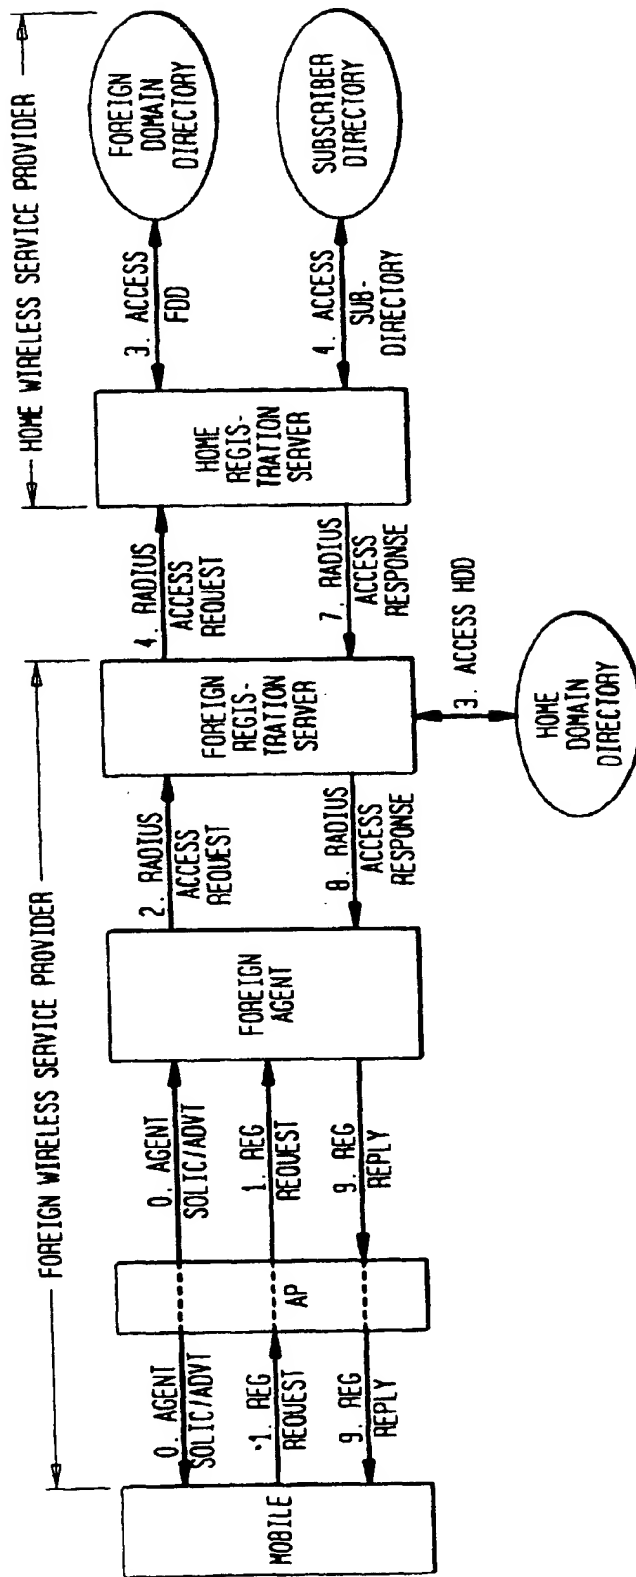 HOME WIRELESS SERVICE PROVIDER
FOREIGN WIRELESS SERVICE PROVIDER
MOBILE
0. AGENT
SOLIC/ADVT
1. REG
REQUEST
9. REG
REPLY
AP
0. AGENT
SOLIC/ADVT
1. REG
REQUEST
9. REG
REPLY
FOREIGN
AGENT
2. RADIUS
ACCESS
REQUEST
8. RADIUS
ACCESS
RESPONSE
FOREIGN
REGIS-
TRATION
SERVER
3. ACCESS HDD
HOME
DOMAIN
DIRECTORY
4. RADIUS
ACCESS
REQUEST
7. RADIUS
ACCESS
RESPONSE
HOME
REGIS-
TRATION
SERVER
3. ACCESS
FDD
4. ACCESS
SUB-
DIRECTORY
FOREIGN
DOMAIN
DIRECTORY
SUBSCRIBER
DIRECTORY